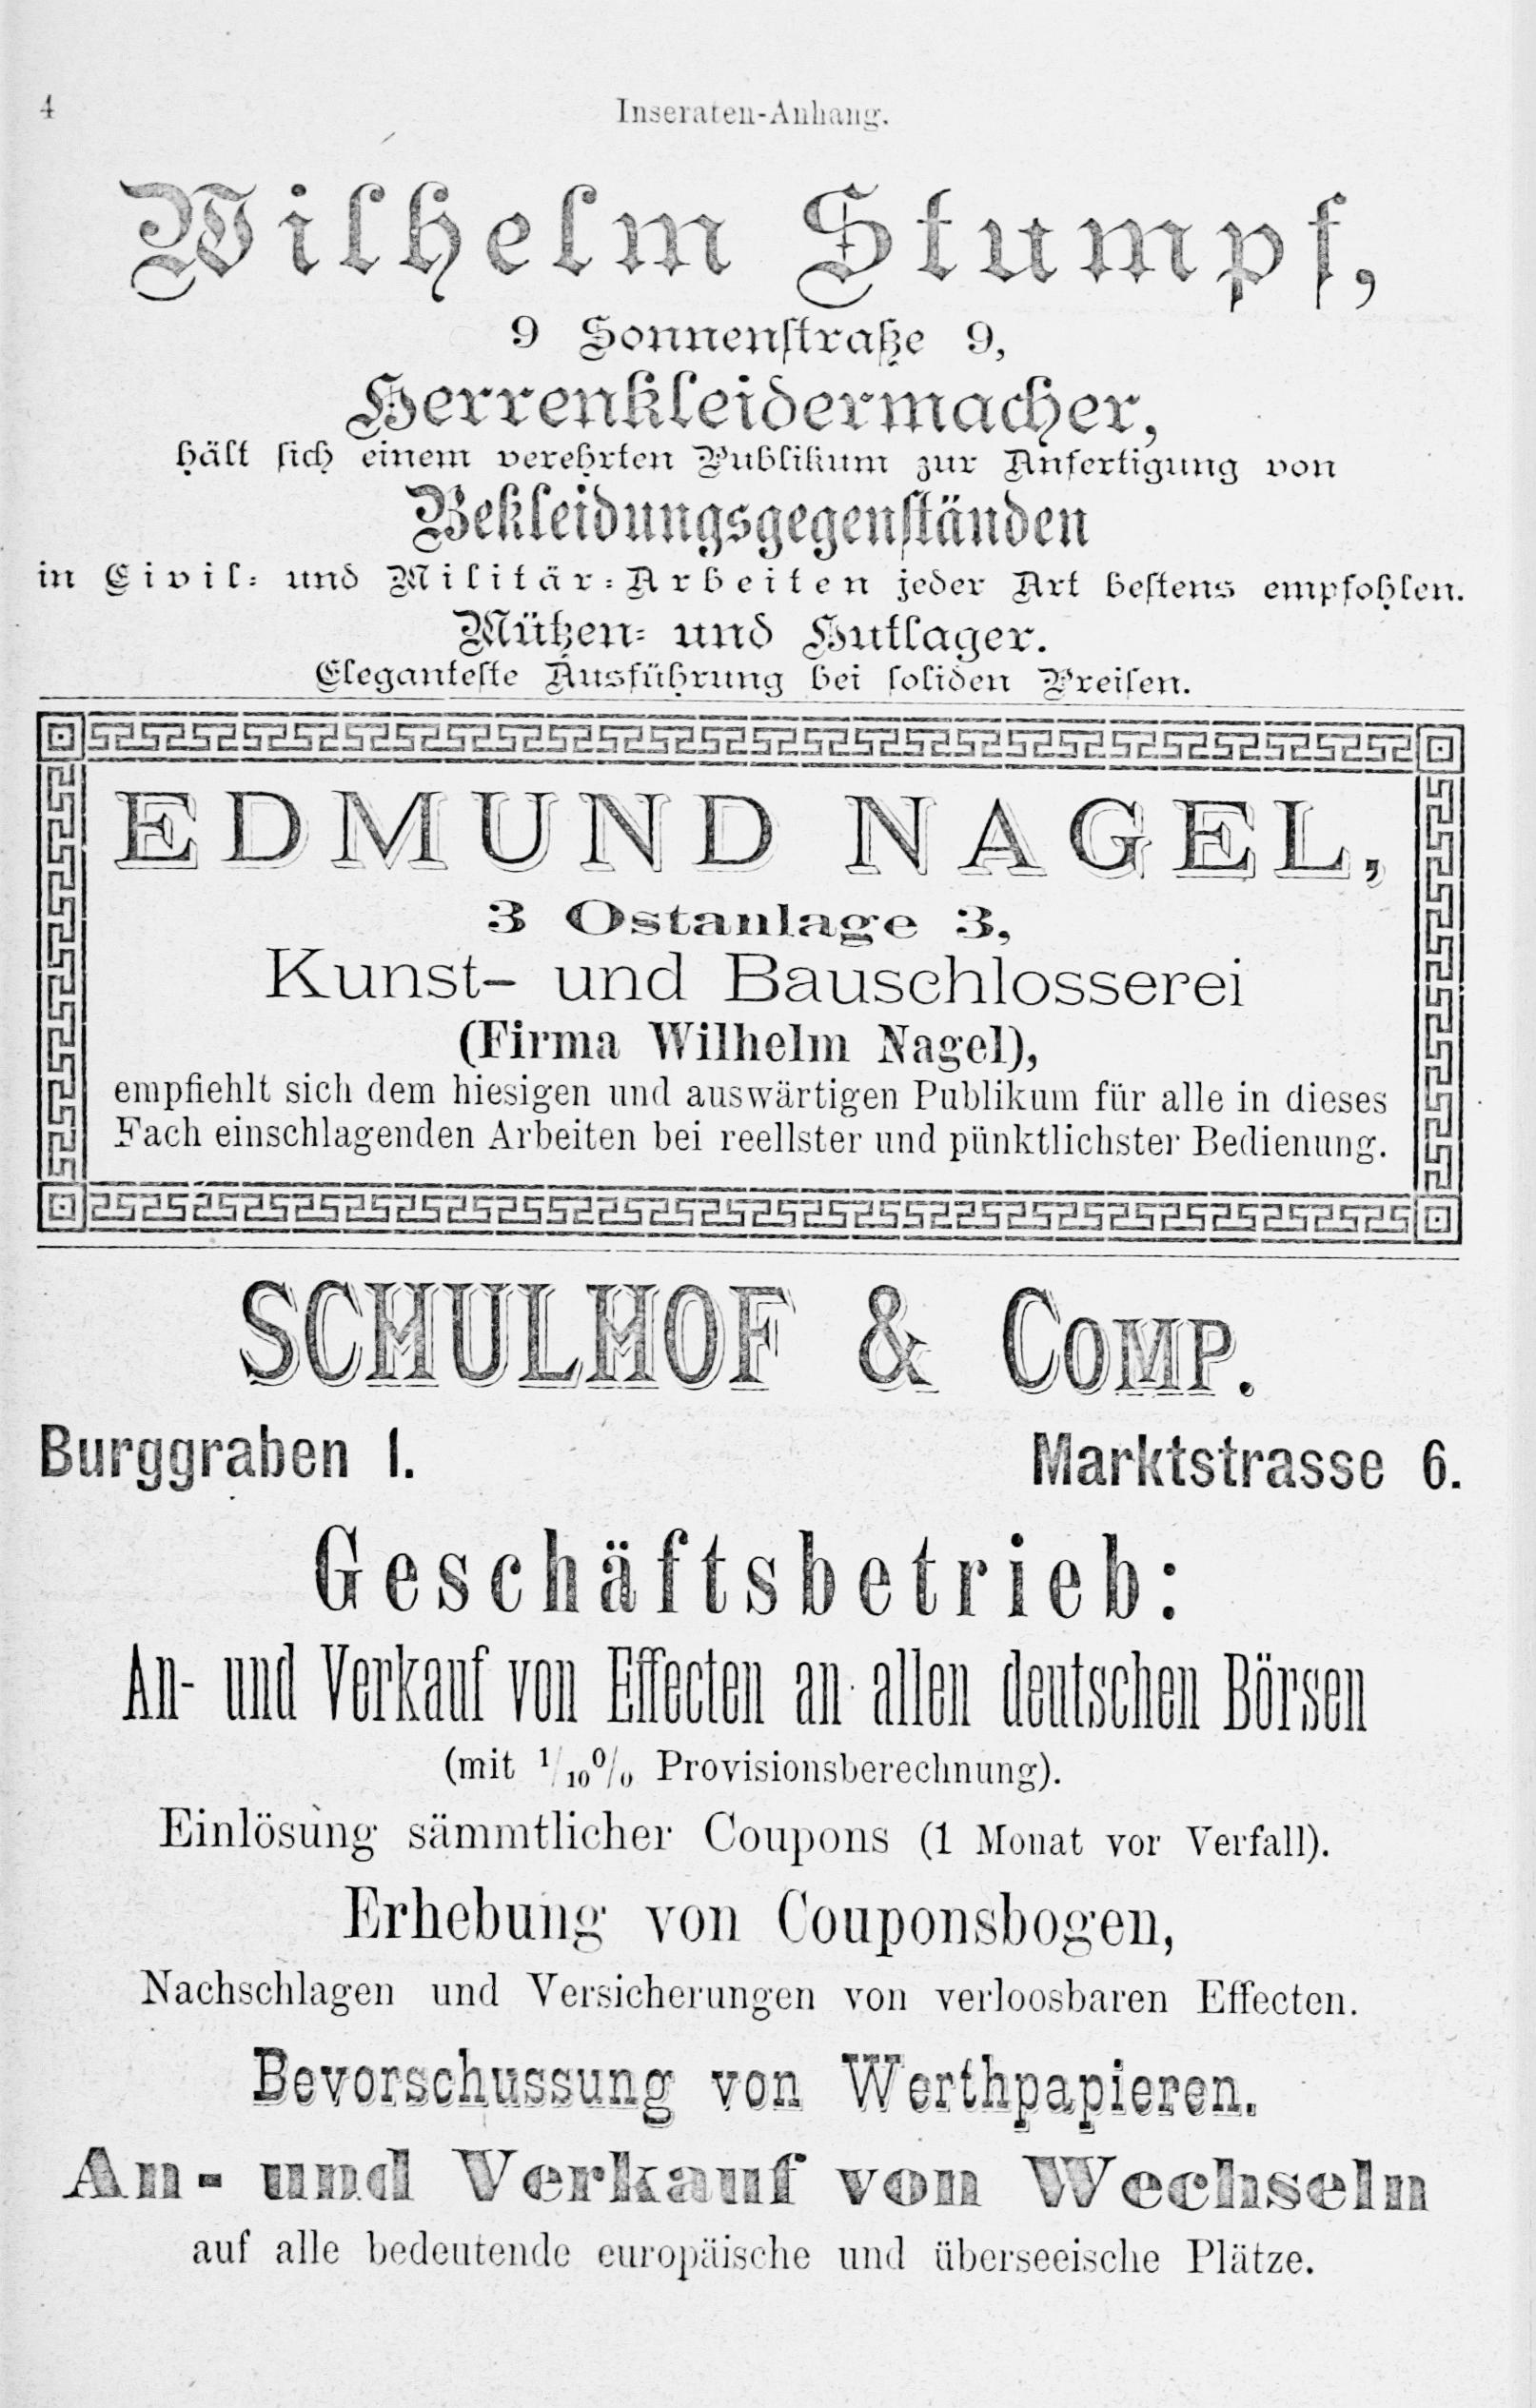 4
Inseraten-Anhang.
Wilhelm Stumpf,
9 Sonnenstraße 9,
Herrenkleidermacher,
hält sich einem verehrten Publikum zur Anfertigung von
Bekleidungsgegenständen
in Civil- und Militär-Arbeiten jeder Art bestens empfohlen.
Mützen- und Hutlager.
Eleganteste Ausführung bei soliden Preisen.
EDMUND NAGEL,
3 Ostanlage 3,
Kunst- und Bauschlosserei
(Firma Wilhelm Nagel),
empfiehlt sich dem hiesigen und auswärtigen Publikum für alle in dieses
Fach einschlagenden Arbeiten bei reellster und pünktlichster Bedienung.
SCHULHOF & COMP.
Burggraben 1. Marktstrasse 6.
Geschäftsbetrieb:
An- und Verkauf von Effecten an allen deutschen Börsen
(mit 1/10% Provisionsberechnung).
Einlösung sämmtlicher Coupons (1 Monat vor Verfall).
Erhebung von Couponsbogen,
Nachschlagen und Versicherungen von verloosbaren Effecten.
Bevorschussung von Werthpapieren.
An- und Verkauf von Wechseln
auf alle bedeutende europäische und überseeische Plätze.